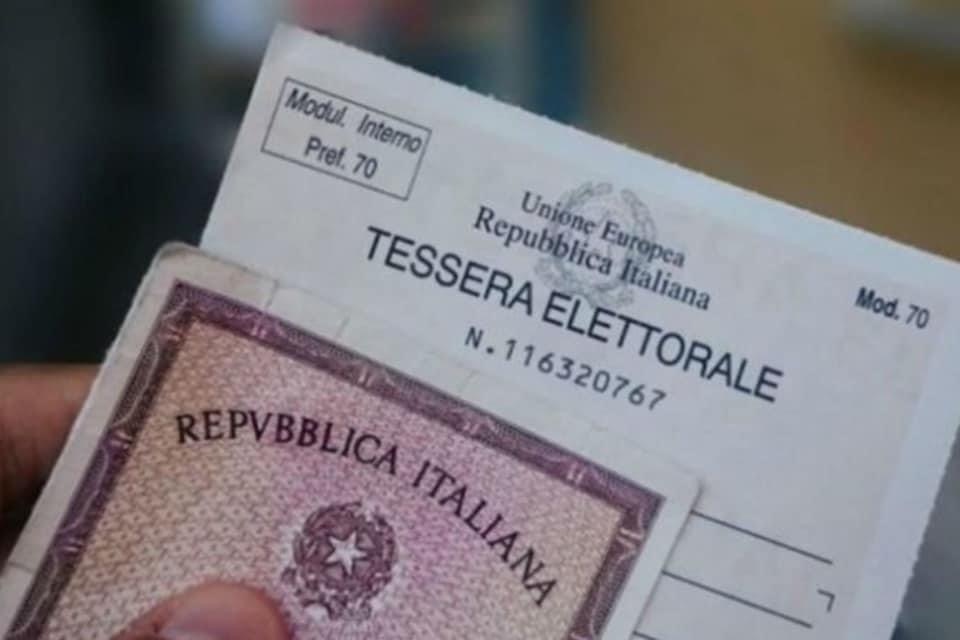 Modul. Interno
Pref. 70
Unione Europea
Repubblica Italiana
TESSERA ELETTORALE
N.116320767
Mod. 70
REPVBBLICA ITALIANA